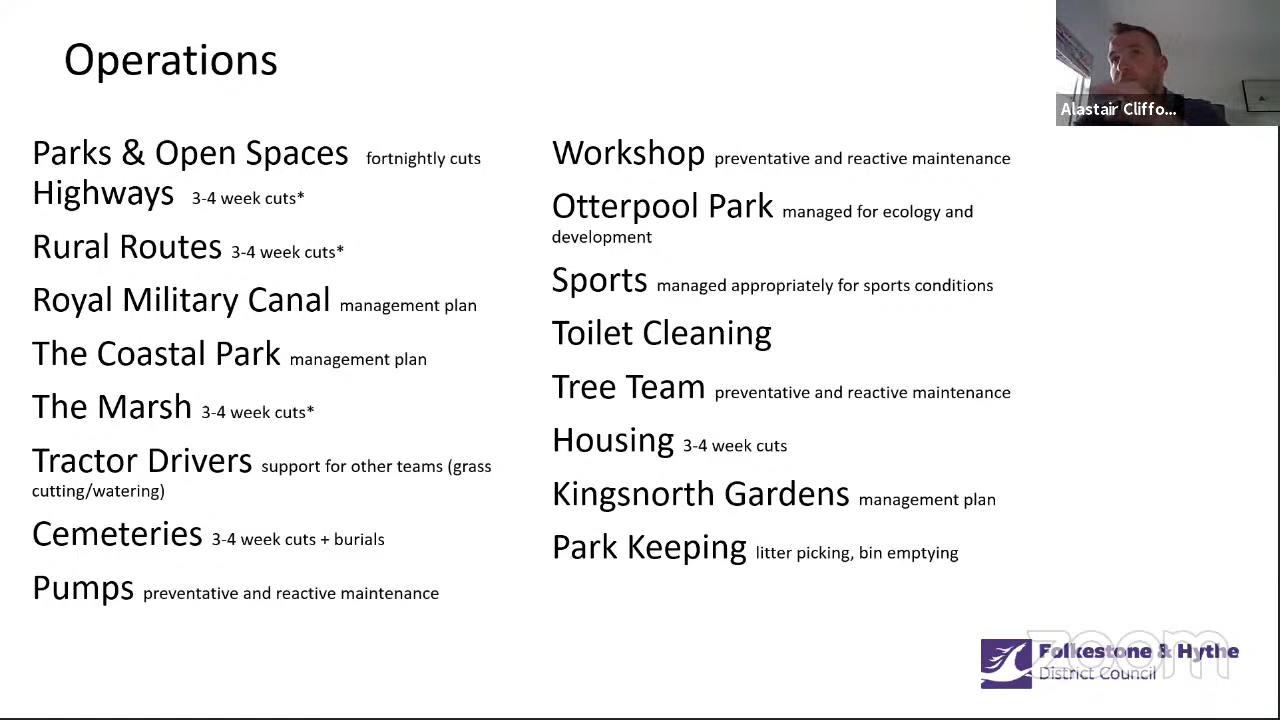 Operations
Alastair Cliffo...
Parks & Open Spaces fortnightly cuts
Highways 3-4 week cuts*
Rural Routes 3-4 week cuts*
Royal Military Canal management plan
The Coastal Park management plan
The Marsh 3-4 week cuts*
Tractor Drivers support for other teams (grass
cutting/watering)
Cemeteries 3-4 week cuts + burials
Pumps preventative and reactive maintenance
Workshop preventative and reactive maintenance
Otterpool Park managed for ecology and
development
Sports managed appropriately for sports conditions
Toilet Cleaning
Tree Team preventative and reactive maintenance
Housing 3-4 week cuts
Kingsnorth Gardens management plan
Park Keeping litter picking, bin emptying
zoom
Folkestone & Hythe
District Council